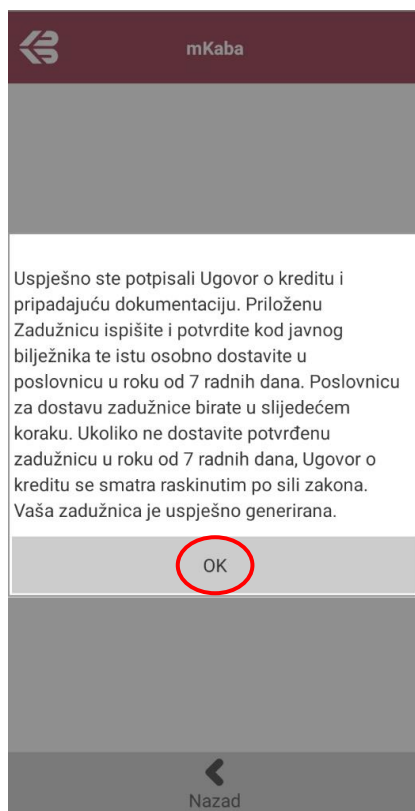 mKaba
Uspješno ste potpisali Ugovor o kreditu i
pripadajuću dokumentaciju. Priloženu
Zadužnicu ispišite i potvrdite kod javnog
bilježnika te istu osobno dostavite u
poslovnicu u roku od 7 radnih dana. Poslovnicu
za dostavu zadužnice birate u slijedećem
koraku. Ukoliko ne dostavite potvrđenu
zadužnicu u roku od 7 radnih dana, Ugovor o
kreditu se smatra raskinutim po sili zakona.
Vaša zadužnica je uspješno generirana.
OK
Nazad